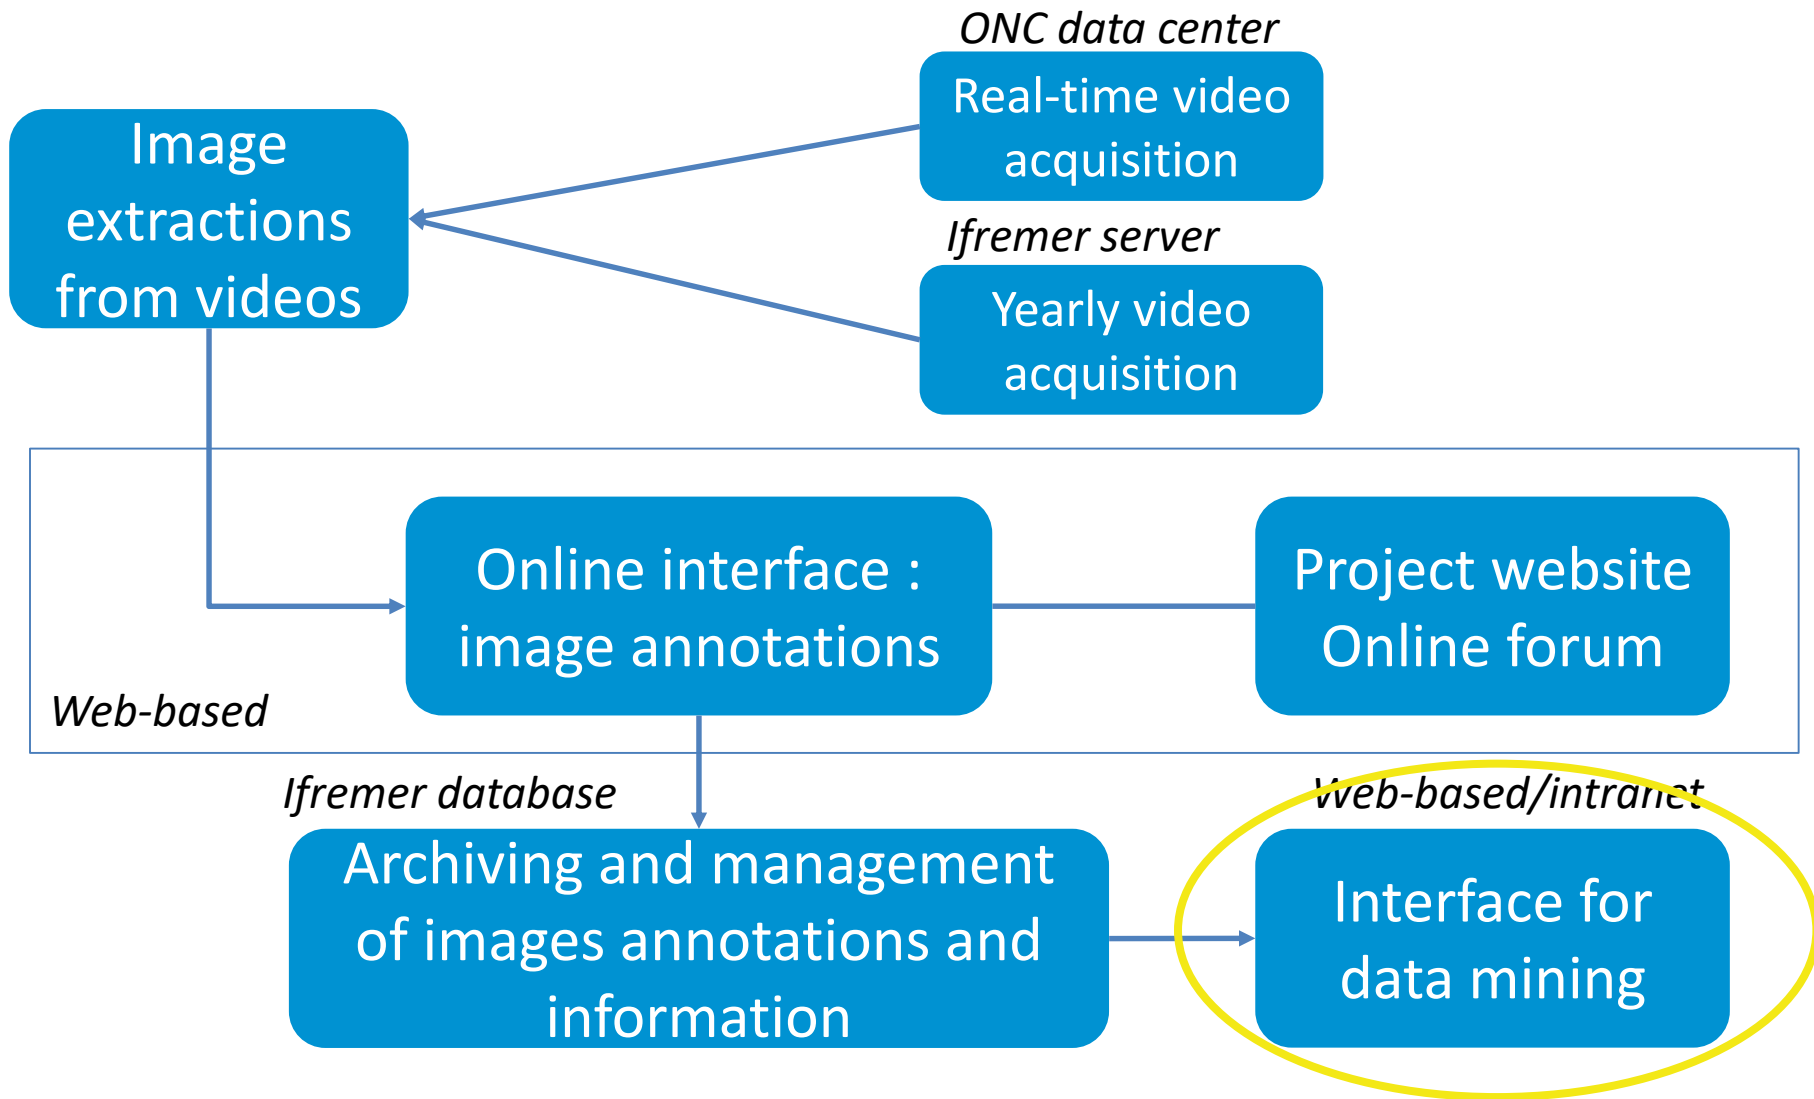 ONC data center
Real-time video
acquisition
Image
extractions
from videos
Ifremer server
Yearly video
acquisition
Online interface :
image annotations
Project website
Online forum
Web-based
Ifremer database
Archiving and management
of images annotations and
information
Web-based/intranet
Interface for
data mining